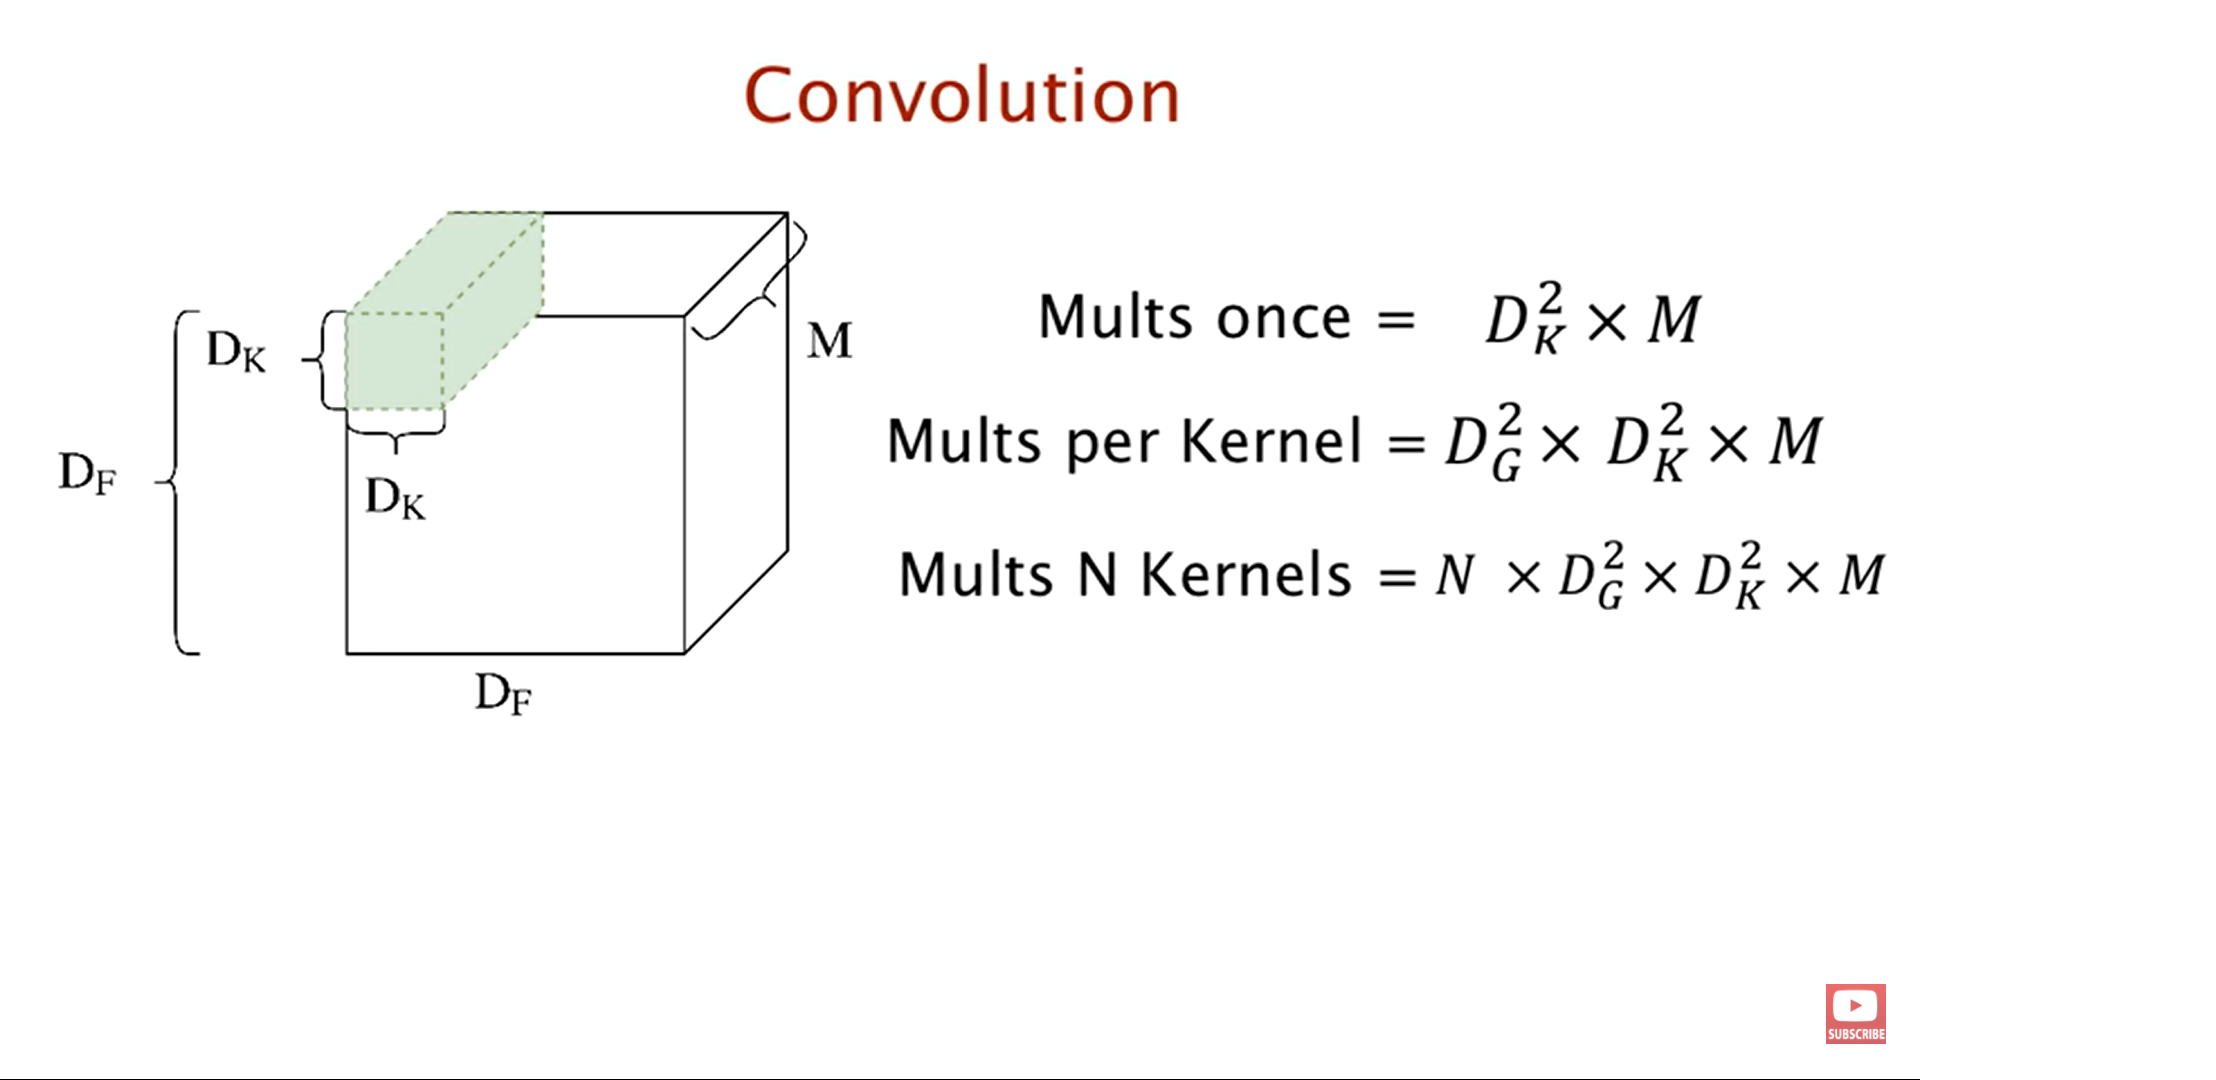 Convolution
D_F
D_K
D_K
D_F
M
Mults once = D_K^2 × M
Mults per Kernel = D_G^2 × D_K^2 × M
Mults N Kernels = N × D_G^2 × D_K^2 × M
SUBSCRIBE